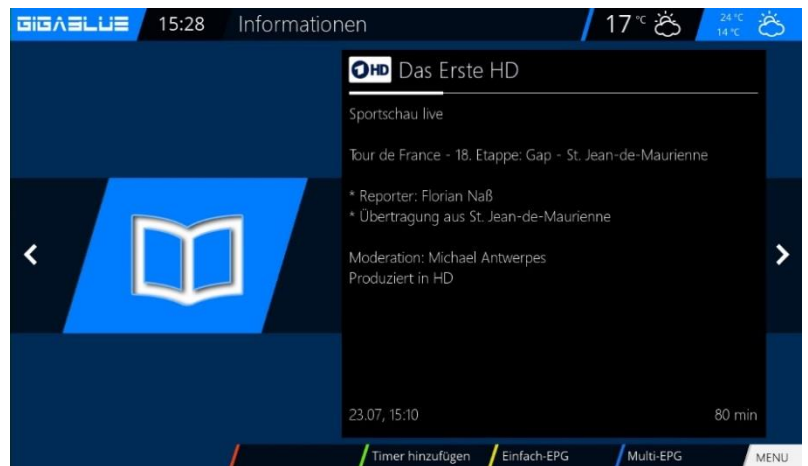 GIGABLUE 15:28 Informationen 17 °C 24 °C
14 °C
HD Das Erste HD
Sportschau live
Tour de France - 18. Etappe: Gap - St. Jean-de-Maurienne
* Reporter: Florian Naß
* Übertragung aus St. Jean-de-Maurienne
Moderation: Michael Antwerpes
Produziert in HD
23.07, 15:10 80 min
Timer hinzufügen Einfach-EPG Multi-EPG MENU